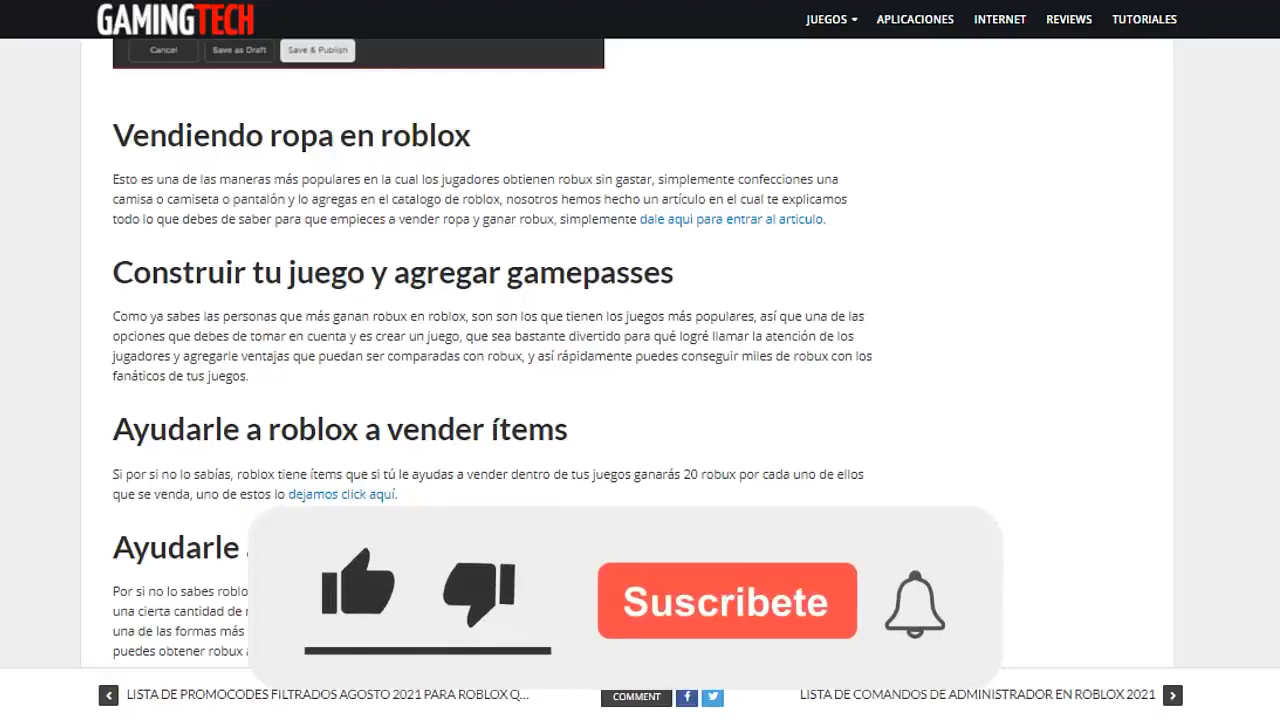 GAMINGTECH
JUEGOS APLICACIONES INTERNET REVIEWS TUTORIALES
Cancel Save as Draft Save & Publish
Vendiendo ropa en roblox
Esto es una de las maneras más populares en la cual los jugadores obtienen robux sin gastar, simplemente confecciones una
camisa o camiseta o pantalón y lo agregas en el catalogo de roblox, nosotros hemos hecho un artículo en el cual te explicamos
todo lo que debes de saber para que empieces a vender ropa y ganar robux, simplemente dale aqui para entrar al articulo.
Construir tu juego y agregar gamepasses
Como ya sabes las personas que más ganan robux en roblox, son son los que tienen los juegos más populares, así que una de las
opciones que debes de tomar en cuenta y es crear un juego, que sea bastante divertido para qué logré llamar la atención de los
jugadores y agregarle ventajas que puedan ser comparadas con robux, y así rápidamente puedes conseguir miles de robux con los
fanáticos de tus juegos.
Ayudarle a roblox a vender ítems
Si por si no lo sabías, roblox tiene ítems que si tú le ayudas a vender dentro de tus juegos ganarás 20 robux por cada uno de ellos
que se venda, uno de estos lo dejamos click aquí.
Ayudarle
Por si no lo sabes roblo
una cierta cantidad de
una de las formas más
puedes obtener robux
Suscribete
LISTA DE PROMOCODES FILTRADOS AGOSTO 2021 PARA ROBLOX Q...
COMMENT
LISTA DE COMANDOS DE ADMINISTRADOR EN ROBLOX 2021